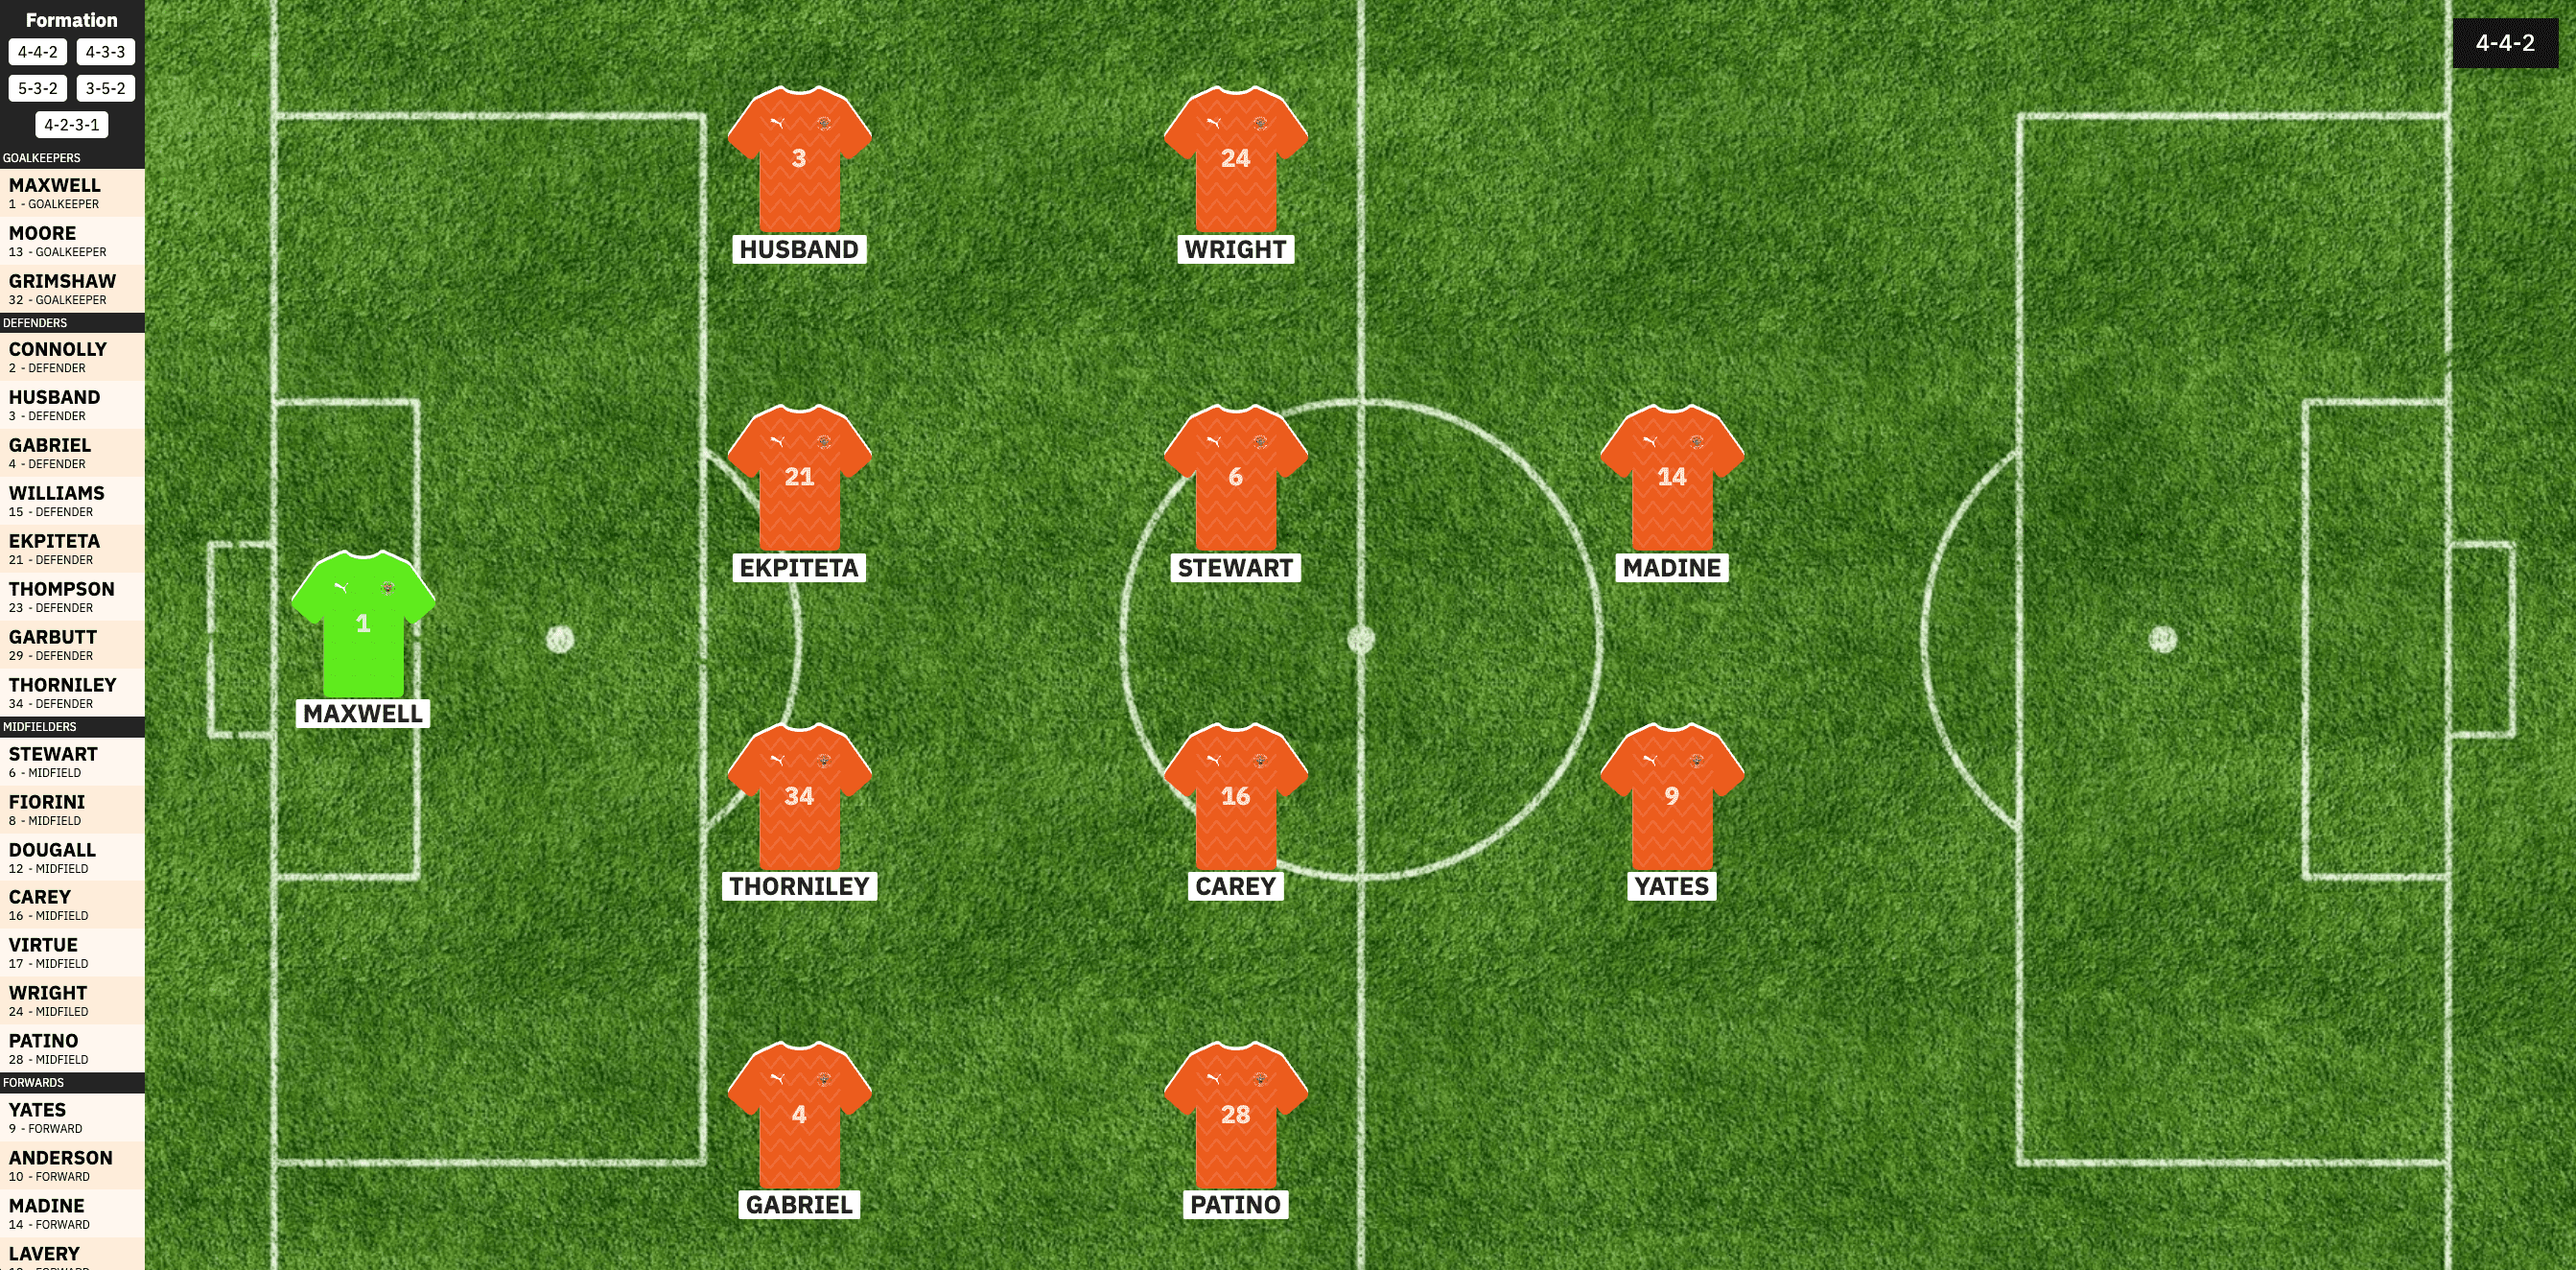 Formation
4-4-2 4-3-3
5-3-2 3-5-2
4-2-3-1
GOALKEEPERS
MAXWELL
1 - GOALKEEPER
MOORE
13 - GOALKEEPER
GRIMSHAW
32 - GOALKEEPER
DEFENDERS
CONNOLLY
2 - DEFENDER
HUSBAND
3 - DEFENDER
GABRIEL
4 - DEFENDER
WILLIAMS
15 - DEFENDER
EKPITETA
21 - DEFENDER
THOMPSON
23 - DEFENDER
GARBUTT
29 - DEFENDER
THORNILEY
34 - DEFENDER
MIDFIELDERS
STEWART
6 - MIDFIELD
FIORINI
8 - MIDFIELD
DOUGALL
12 - MIDFIELD
CAREY
16 - MIDFIELD
VIRTUE
17 - MIDFIELD
WRIGHT
24 - MIDFILED
PATINO
28 - MIDFIELD
FORWARDS
YATES
9 - FORWARD
ANDERSON
10 - FORWARD
MADINE
14 - FORWARD
LAVERY
4-4-2
3
HUSBAND
24
WRIGHT
21
EKPITETA
6
STEWART
14
MADINE
1
MAXWELL
34
THORNILEY
16
CAREY
9
YATES
4
GABRIEL
28
PATINO